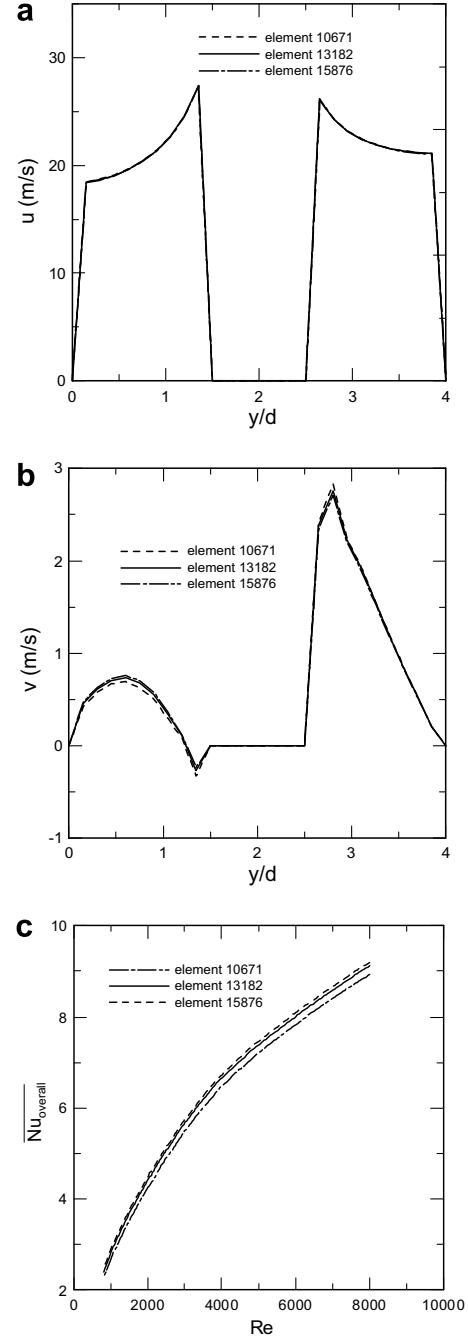 a
30
20
10
0
u (m/s)
element 10671
element 13182
element 15876
0 1 2 3 4
y/d
b
3
2
1
0
-1
v (m/s)
element 10671
element 13182
element 15876
0 1 2 3 4
y/d
c
10
8
6
4
2
Nuoverall
element 10671
element 13182
element 15876
0 2000 4000 6000 8000 10000
Re